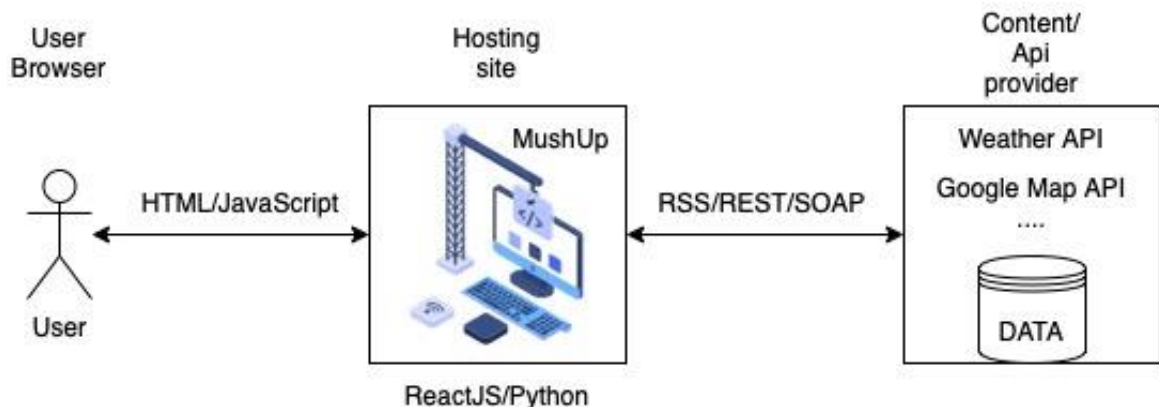 User
Browser
Hosting
site
Content/
Api
provider
MushUp
Weather API
Google Map API
....
HTML/JavaScript
RSS/REST/SOAP
</>
User
DATA
ReactJS/Python